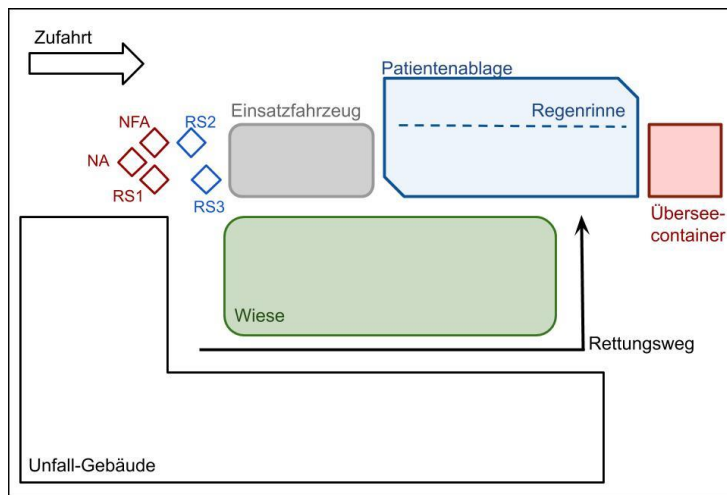 Zufahrt
Patientenablage
NFA
RS2
Einsatzfahrzeug
Regenrinne
NA
RS1
RS3
Übersee-
container
Wiese
Rettungsweg
Unfall-Gebäude